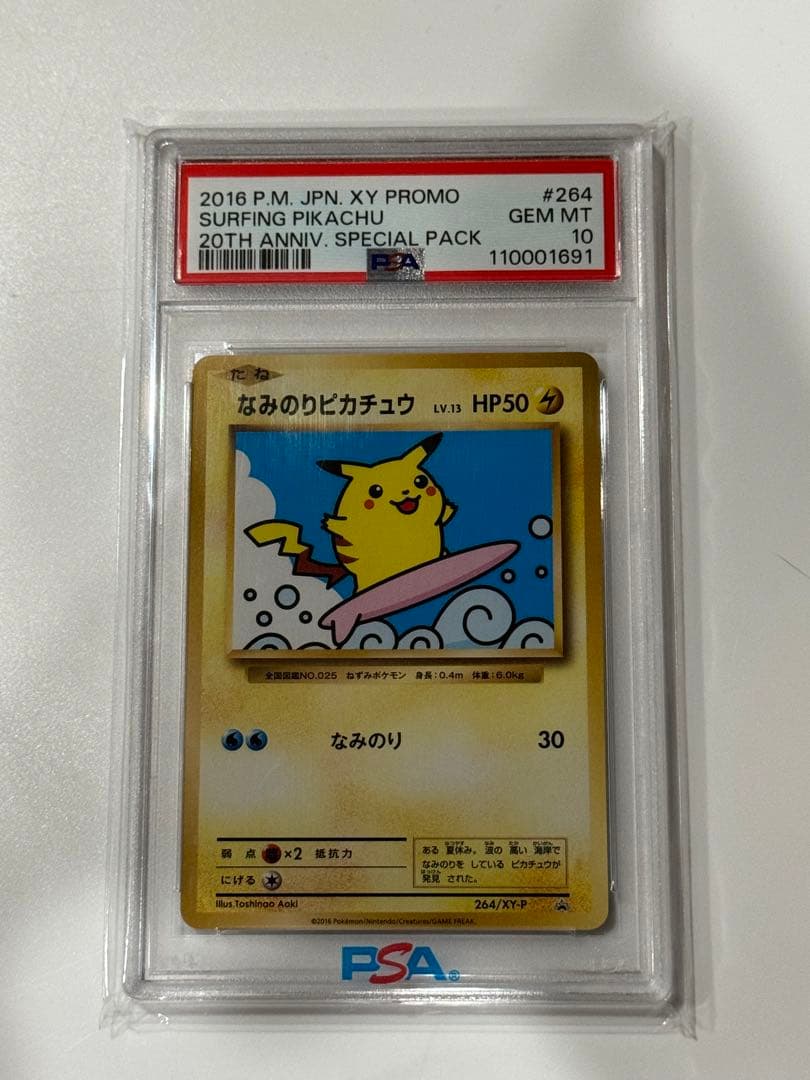 2016 P.M. JPN. XY PROMO #264
SURFING PIKACHU GEM MT
20TH ANNIV. SPECIAL PACK 10
PSA 110001691
たね
なみのりピカチュウ LV.13 HP50
全国図鑑NO.025 ねずみポケモン 身長:0.4m 体重:6.0kg
なみのり 30
弱点 ×2 抵抗力
にげる
ある 夏休み。波の 高い 海岸で
なみのりを している ピカチュウが
発見 された。
Illus.Toshinao Aoki 264/XY-P
©2016 Pokémon/Nintendo/Creatures/GAME FREAK.
PSA®